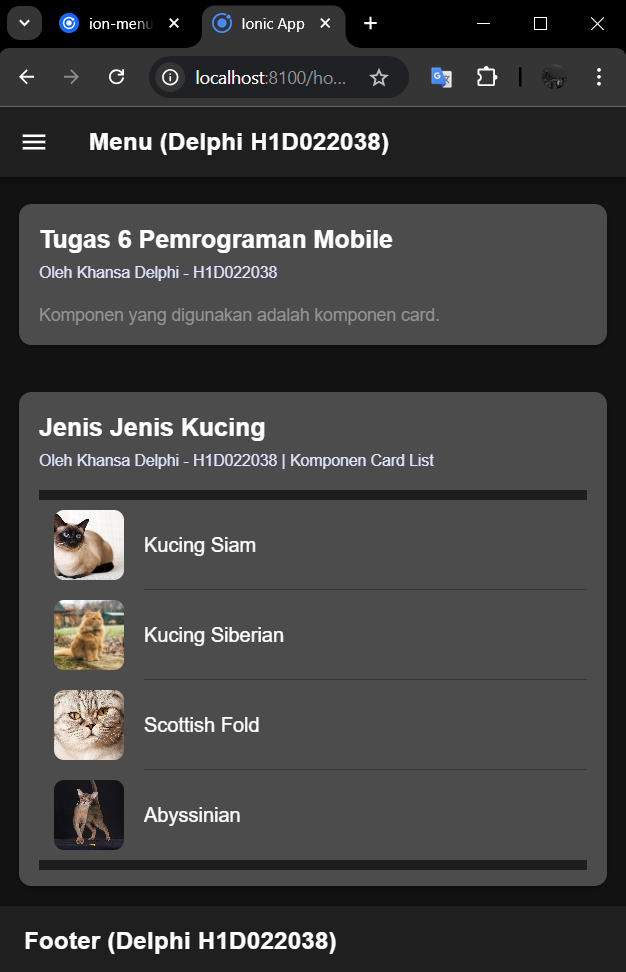 ion-menu
Ionic App
localhost:8100/ho...
Menu (Delphi H1D022038)
Tugas 6 Pemrograman Mobile
Oleh Khansa Delphi - H1D022038
Komponen yang digunakan adalah komponen card.
Jenis Jenis Kucing
Oleh Khansa Delphi - H1D022038 | Komponen Card List
Kucing Siam
Kucing Siberian
Scottish Fold
Abyssinian
Footer (Delphi H1D022038)